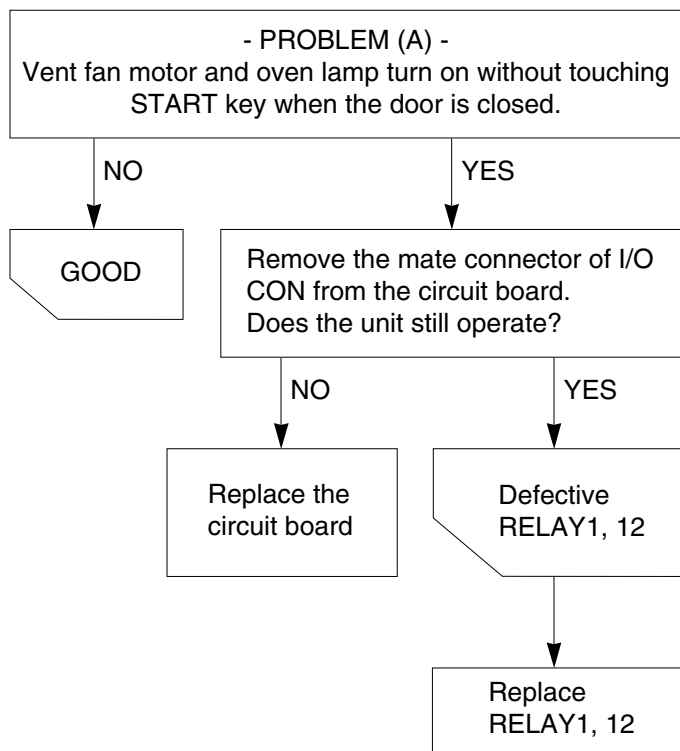 - PROBLEM (A) -
Vent fan motor and oven lamp turn on without touching
START key when the door is closed.
NO
YES
GOOD
Remove the mate connector of I/O
CON from the circuit board.
Does the unit still operate?
NO
YES
Replace the
circuit board
Defective
RELAY1, 12
Replace
RELAY1, 12